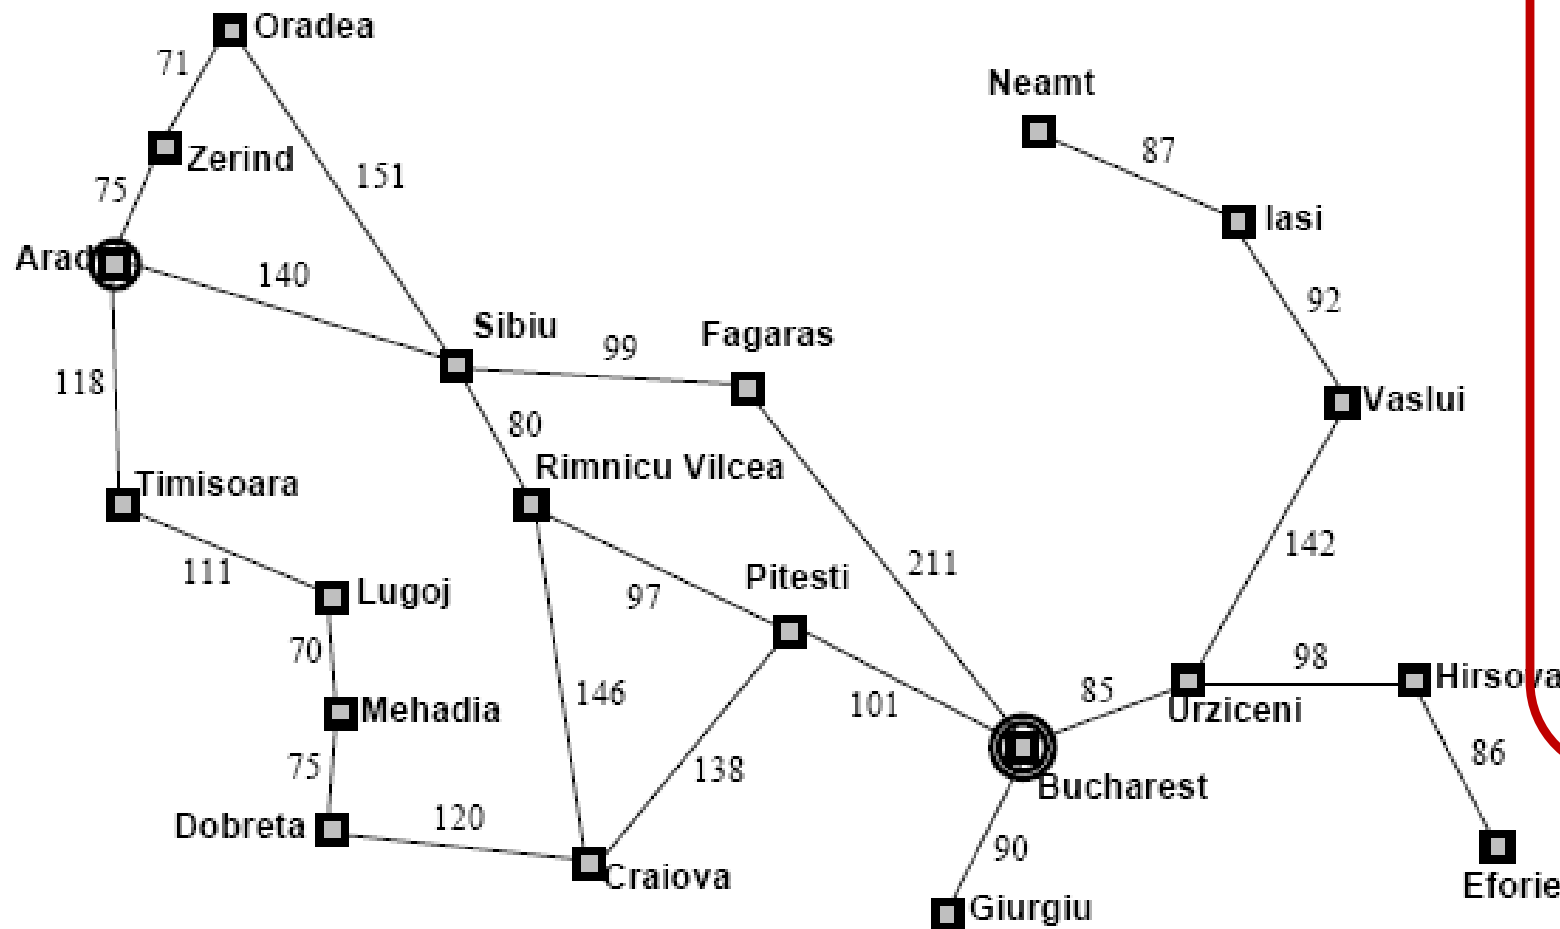 Oradea
71
Neamt
87
Zerind
151
75
Iasi
Arad
140
92
Sibiu
Fagaras
99
118
Vaslui
80
Rimnicu Vilcea
Timisoara
142
211
111
Pitesti
Lugoj
97
70
98
Hirsova
146
85
Mehadia
101
Urziceni
75
138
86
Bucharest
Dobreta
120
90
Craiova
Eforie
Giurgiu